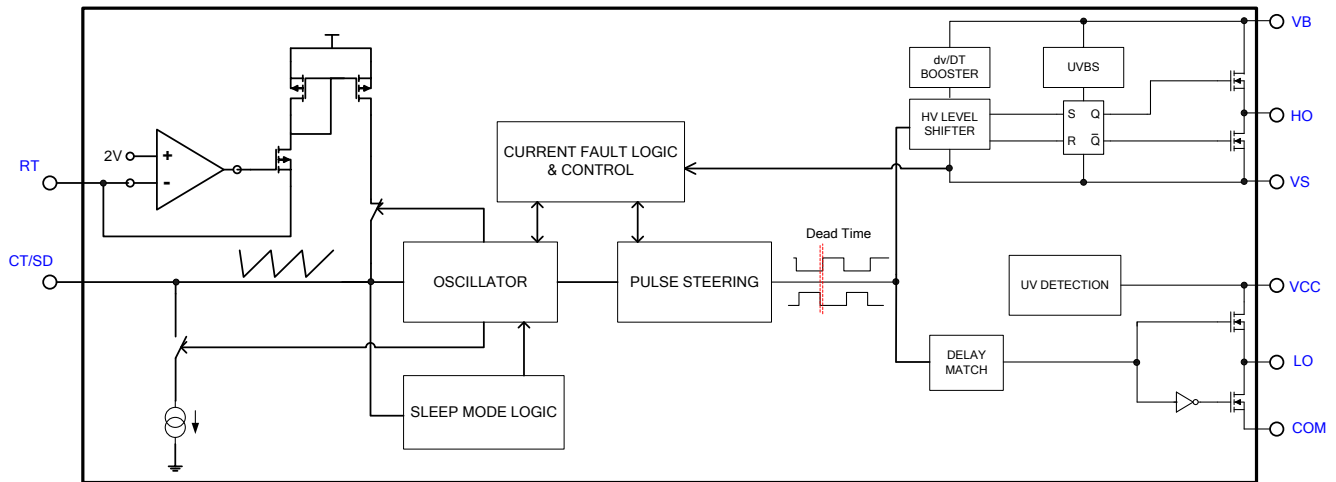 VB
dv/DT
BOOSTER
UVBS
2V
+
-
RT
HV LEVEL
SHIFTER
S Q
R Q̅
HO
CURRENT FAULT LOGIC
& CONTROL
VS
Dead Time
CT/SD
OSCILLATOR
PULSE STEERING
UV DETECTION
VCC
DELAY
MATCH
LO
SLEEP MODE LOGIC
COM